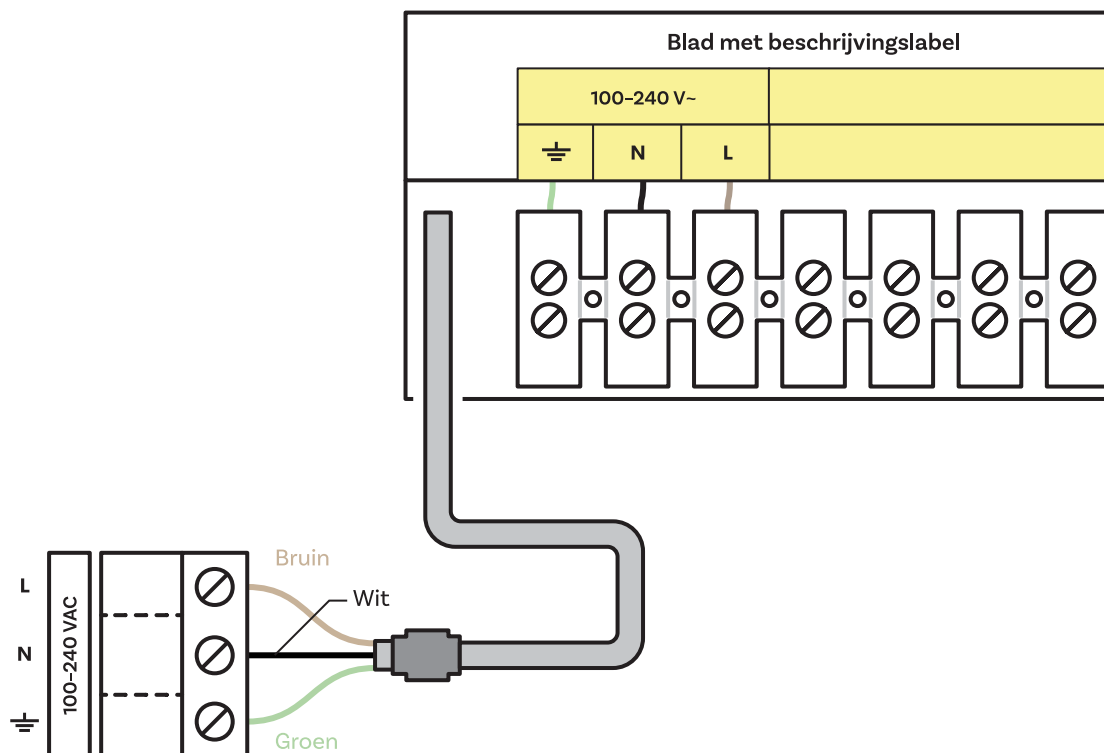 Blad met beschrijvingslabel
100–240 V~
N
L
Bruin
L
Wit
N
100–240 VAC
Groen